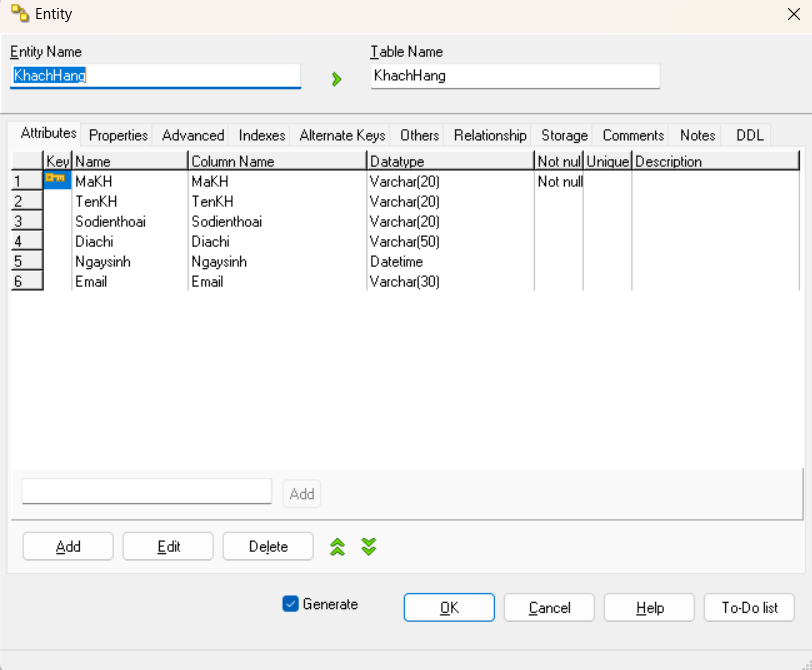 Entity
Entity Name
Table Name
KhachHang
KhachHang
Attributes Properties Advanced Indexes Alternate Keys Others Relationship Storage Comments Notes DDL
Key Name Column Name Datatype Not nul Unique Description
1 MaKH MaKH Varchar(20) Not null
2 TenKH TenKH Varchar(20)
3 Sodienthoai Sodienthoai Varchar(20)
4 Diachi Diachi Varchar(50)
5 Ngaysinh Ngaysinh Datetime
6 Email Email Varchar(30)
Add
Add Edit Delete
Generate OK Cancel Help To-Do list